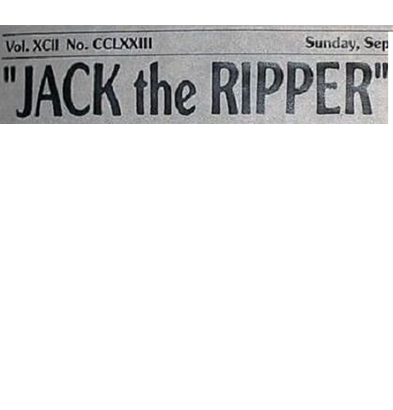 Vol. XCII No. CCLXXIII Sunday, Sep
"JACK the RIPPER"